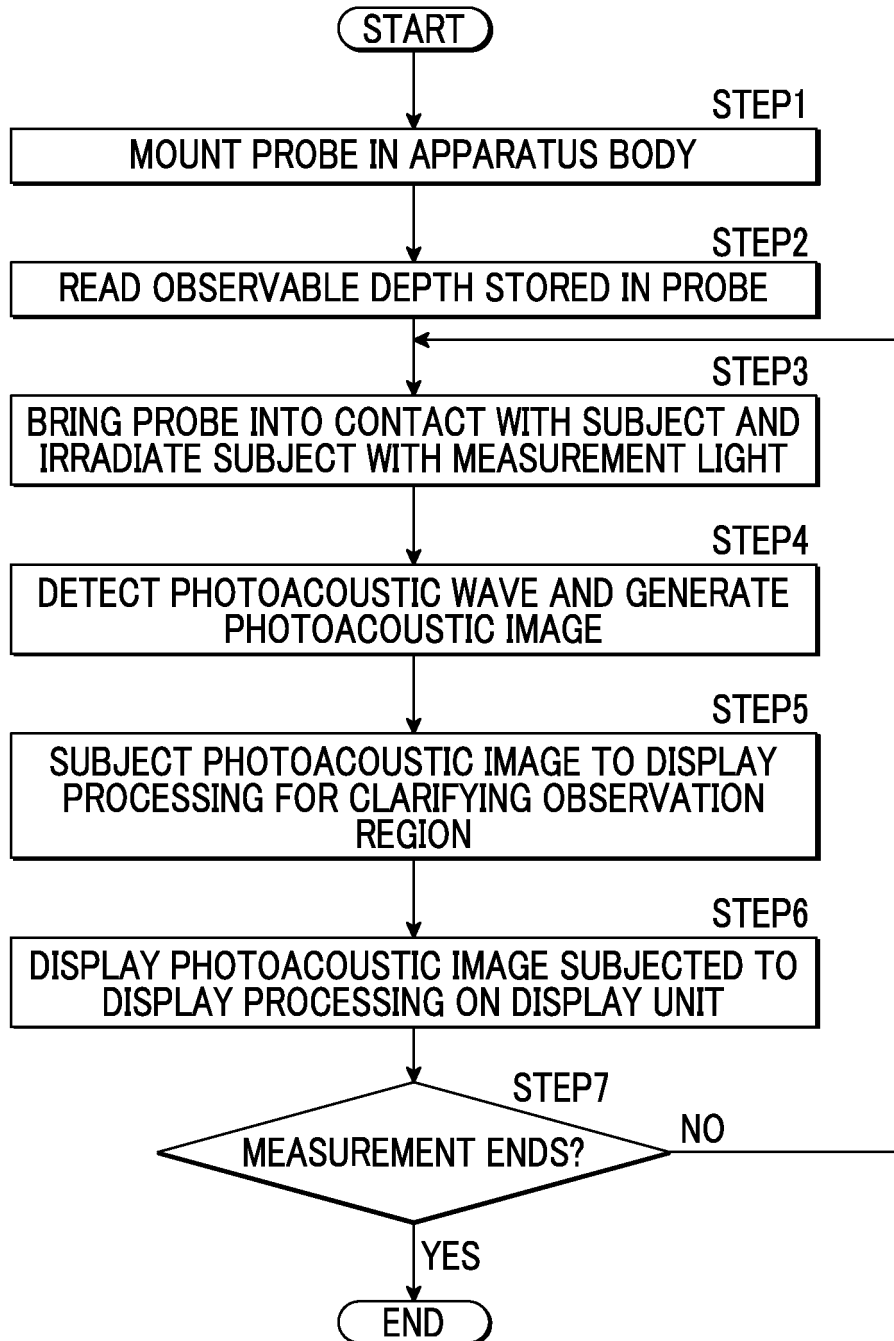 START
STEP1
MOUNT PROBE IN APPARATUS BODY
STEP2
READ OBSERVABLE DEPTH STORED IN PROBE
STEP3
BRING PROBE INTO CONTACT WITH SUBJECT AND
IRRADIATE SUBJECT WITH MEASUREMENT LIGHT
STEP4
DETECT PHOTOACOUSTIC WAVE AND GENERATE
PHOTOACOUSTIC IMAGE
STEP5
SUBJECT PHOTOACOUSTIC IMAGE TO DISPLAY
PROCESSING FOR CLARIFYING OBSERVATION
REGION
STEP6
DISPLAY PHOTOACOUSTIC IMAGE SUBJECTED TO
DISPLAY PROCESSING ON DISPLAY UNIT
STEP7
MEASUREMENT ENDS?
NO
YES
END